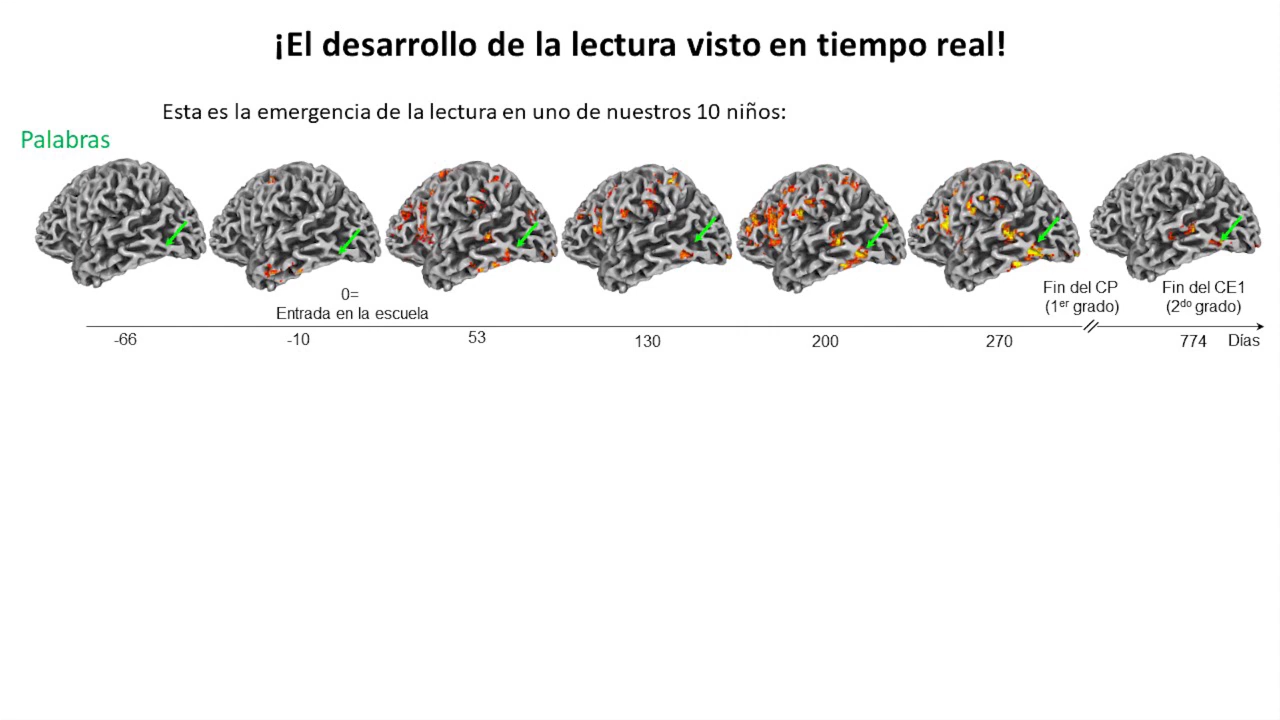 ¡El desarrollo de la lectura visto en tiempo real!
Esta es la emergencia de la lectura en uno de nuestros 10 niños:
Palabras
0=
Entrada en la escuela
Fin del CP
(1er grado)
Fin del CE1
(2do grado)
-66 -10 53 130 200 270 774 Días